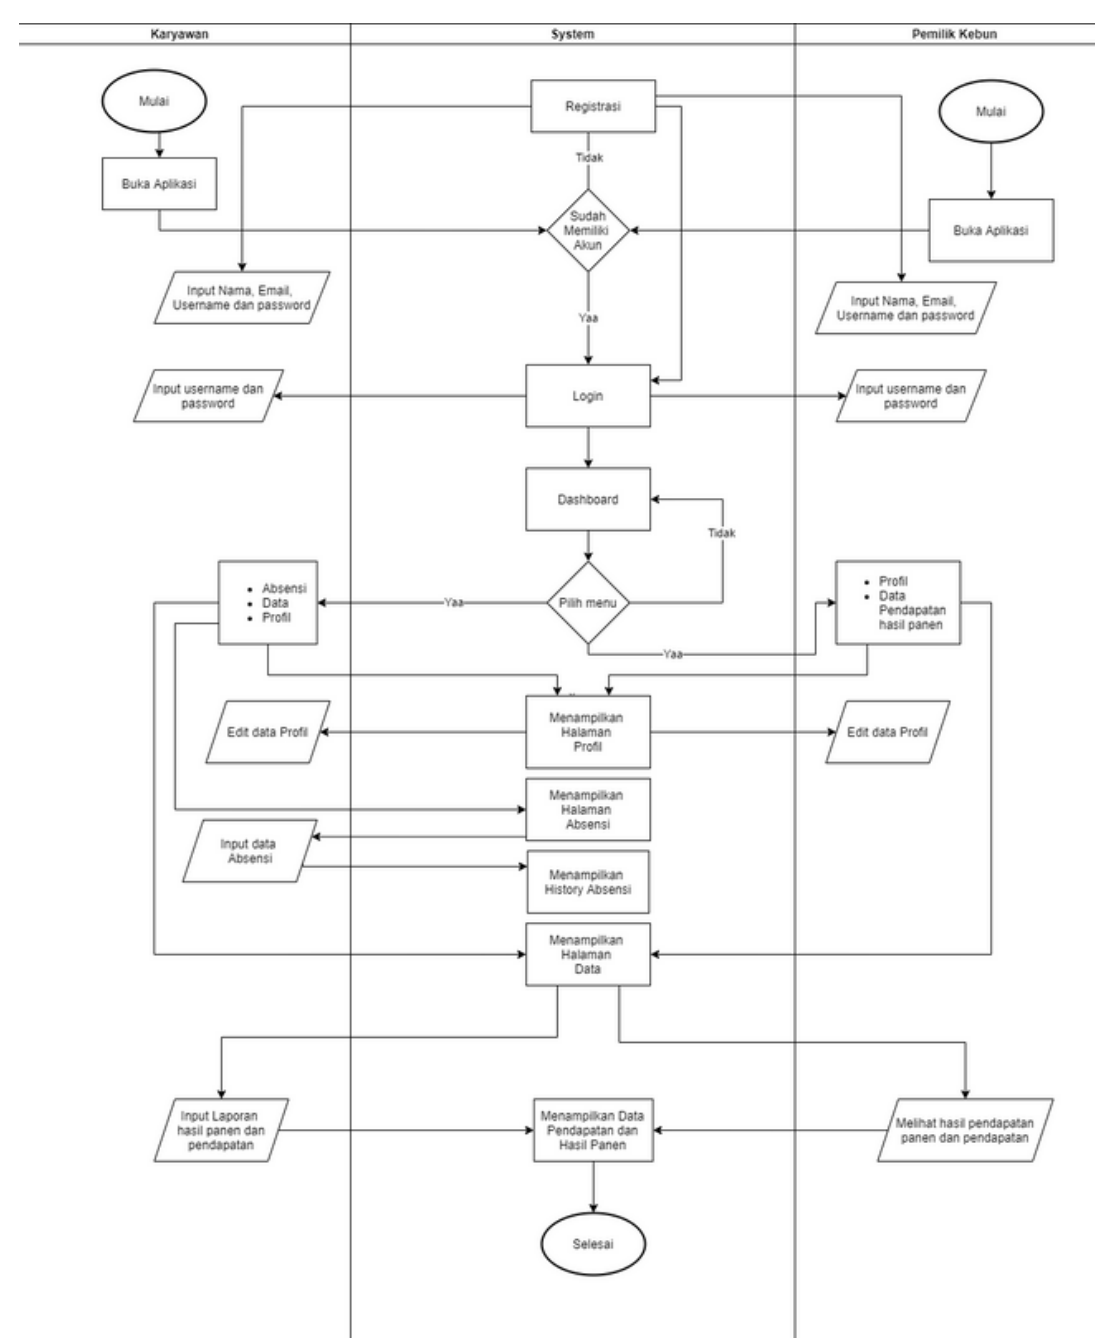 Karyawan
System
Pemilik Kebun
Mulai
Registrasi
Mulai
Tidak
Buka Aplikasi
Sudah
Memiliki
Akun
Buka Aplikasi
Input Nama, Email,
Username dan password
Input Nama, Email,
Username dan password
Yaa
Input username dan
password
Login
Input username dan
password
Dashboard
Tidak
Absensi
Data
Profil
Yaa
Pilih menu
Profil
Data
Pendapatan
hasil panen
Yaa
Edit data Profil
Menampilkan
Halaman
Profil
Edit data Profil
Menampilkan
Halaman
Absensi
Input data
Absensi
Menampilkan
History Absensi
Menampilkan
Halaman
Data
Input Laporan
hasil panen dan
pendapatan
Menampilkan Data
Pendapatan dan
Hasil Panen
Melihat hasil pendapatan
panen dan pendapatan
Selesai